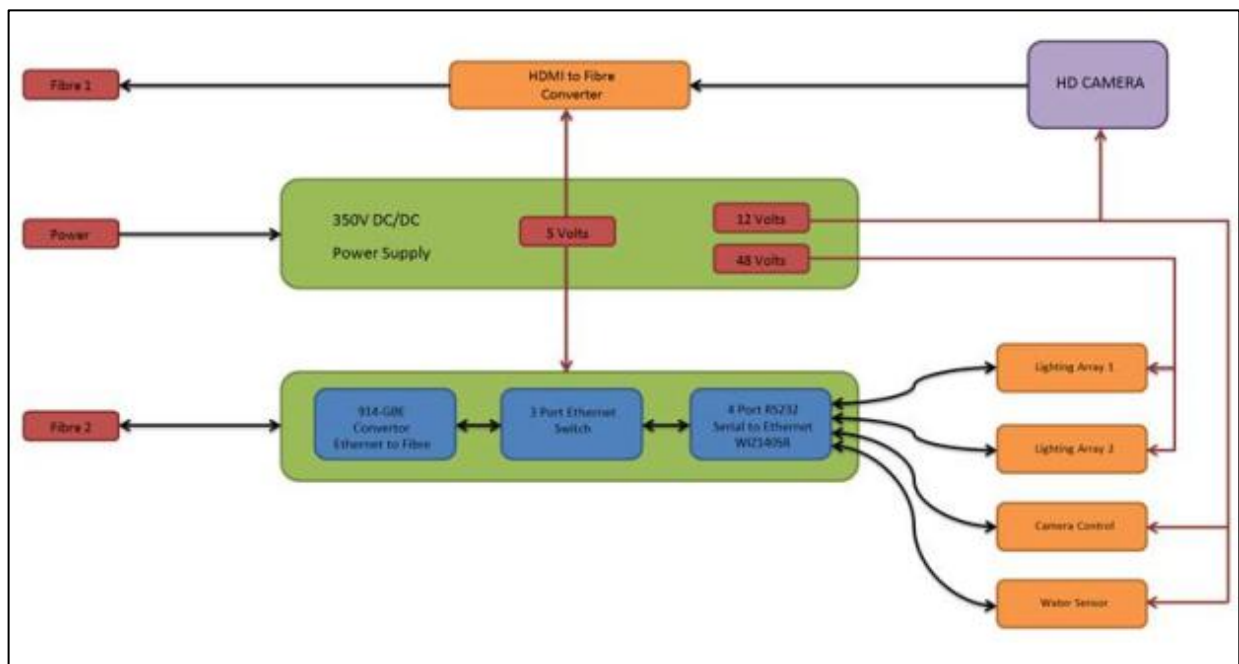 HDMI to Fibre
Converter
HD CAMERA
Fibre 1
350V DC/DC
Power Supply
12 Volts
Power
5 Volts
48 Volts
Lighting Array 1
914-G0E
Convertor
Ethernet to Fibre
3 Port Ethernet
Switch
4 Port RS232
Serial to Ethernet
WIZ140SR
Fibre 2
Lighting Array 2
Camera Control
Water Sensor